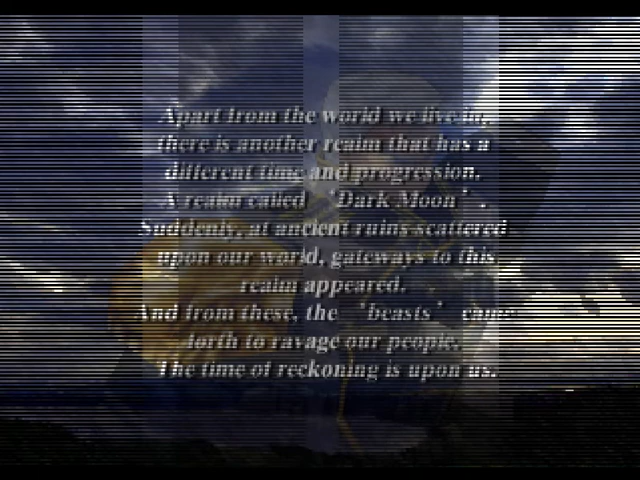 Apart from the world we live in,
there is another realm that has a
different time and progression.
A realm called 'Dark Moon'.
Suddenly, at ancient ruins scattered
upon our world, gateways to this
realm appeared.
And from these, the 'beasts' came
forth to ravage our people.
The time of reckoning is upon us.